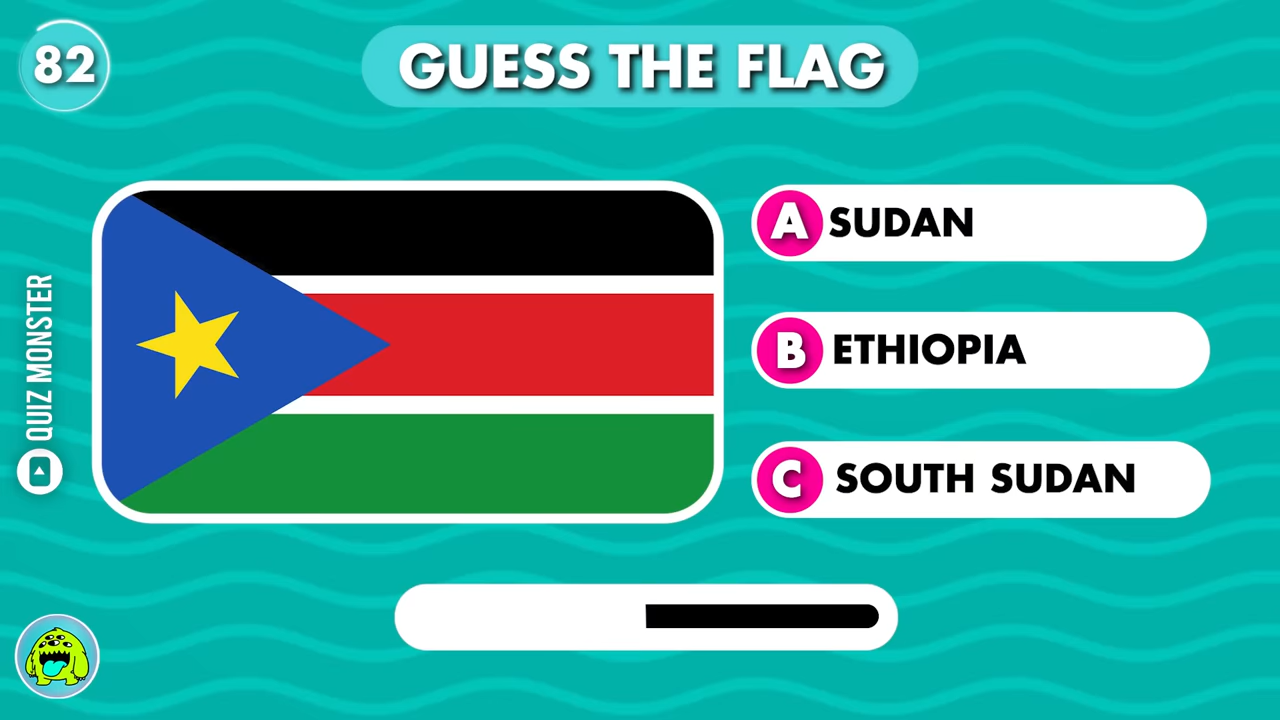 82
GUESS THE FLAG
QUIZ MONSTER
A SUDAN
B ETHIOPIA
C SOUTH SUDAN